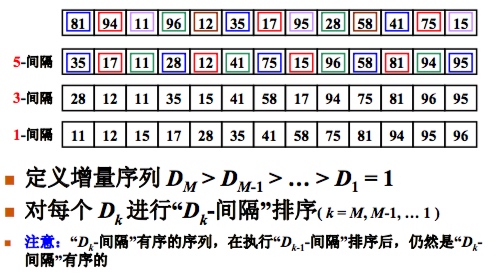 81 94 11 96 12 35 17 95 28 58 41 75 15
5-间隔 35 17 11 28 12 41 75 15 96 58 81 94 95
3-间隔 28 12 11 35 15 41 58 17 94 75 81 96 95
1-间隔 11 12 15 17 28 35 41 58 75 81 94 95 96
定义增量序列 D_M > D_{M-1} > … > D_1 = 1
对每个 D_k 进行“D_k-间隔”排序( k = M, M-1, … 1 )
注意：“D_k-间隔”有序的序列，在执行“D_{k-1}-间隔”排序后，仍然是“D_k-
间隔”有序的